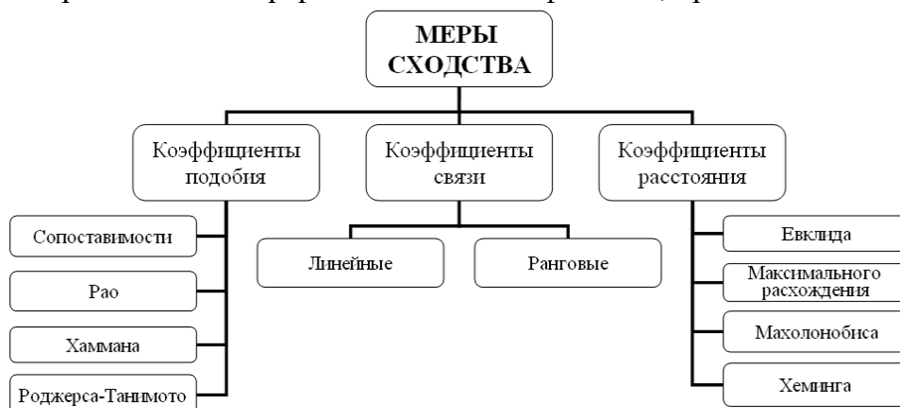 МЕРЫ
СХОДСТВА
Коэффициенты
подобия
Коэффициенты
связи
Коэффициенты
расстояния
Сопоставимости
Рао
Хаммана
Роджерса-Танимото
Линейные
Ранговые
Евклида
Максимального
расхождения
Махолонобиса
Хеминга